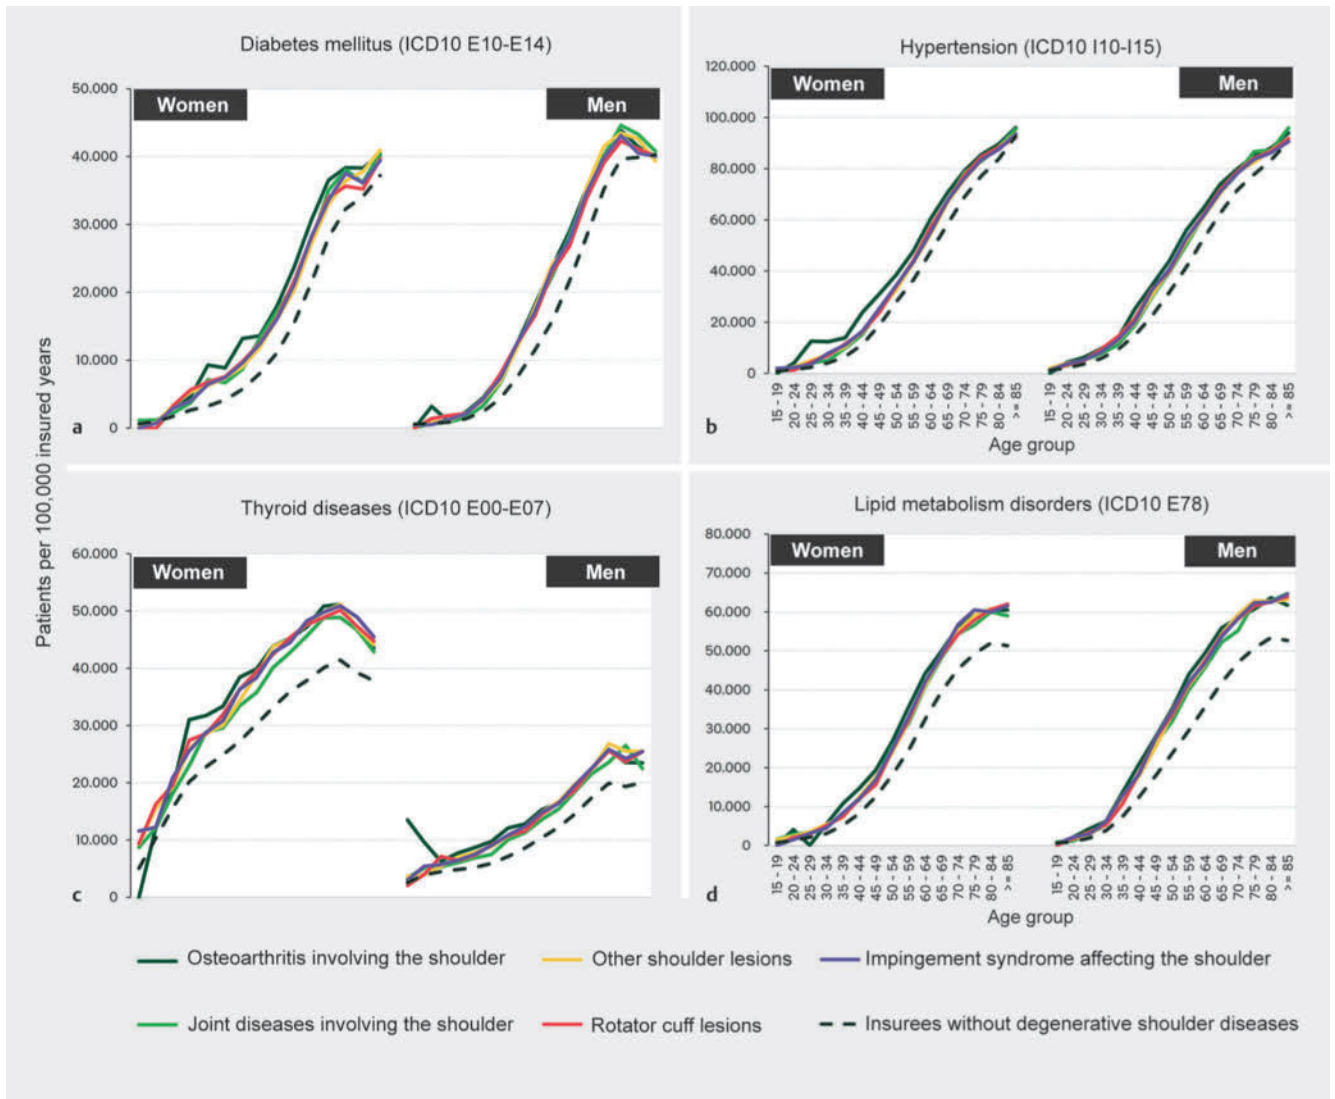 Diabetes mellitus (ICD10 E10-E14)
50.000
40.000
30.000
20.000
10.000
0
Women
Men
a
Hypertension (ICD10 I10-I15)
120.000
100.000
80.000
60.000
40.000
20.000
0
Women
Men
b
15 - 19
20 - 24
25 - 29
30 - 34
35 - 39
40 - 44
45 - 49
50 - 54
55 - 59
60 - 64
65 - 69
70 - 74
75 - 79
80 - 84
>= 85
15 - 19
20 - 24
25 - 29
30 - 34
35 - 39
40 - 44
45 - 49
50 - 54
55 - 59
60 - 64
65 - 69
70 - 74
75 - 79
80 - 84
>= 85
Age group
Patients per 100,000 insured years
Thyroid diseases (ICD10 E00-E07)
60.000
50.000
40.000
30.000
20.000
10.000
0
Women
Men
c
Lipid metabolism disorders (ICD10 E78)
80.000
70.000
60.000
50.000
40.000
30.000
20.000
10.000
0
Women
Men
d
15 - 19
20 - 24
25 - 29
30 - 34
35 - 39
40 - 44
45 - 49
50 - 54
55 - 59
60 - 64
65 - 69
70 - 74
75 - 79
80 - 84
>= 85
15 - 19
20 - 24
25 - 29
30 - 34
35 - 39
40 - 44
45 - 49
50 - 54
55 - 59
60 - 64
65 - 69
70 - 74
75 - 79
80 - 84
>= 85
Age group
Osteoarthritis involving the shoulder
Other shoulder lesions
Impingement syndrome affecting the shoulder
Joint diseases involving the shoulder
Rotator cuff lesions
Insurees without degenerative shoulder diseases